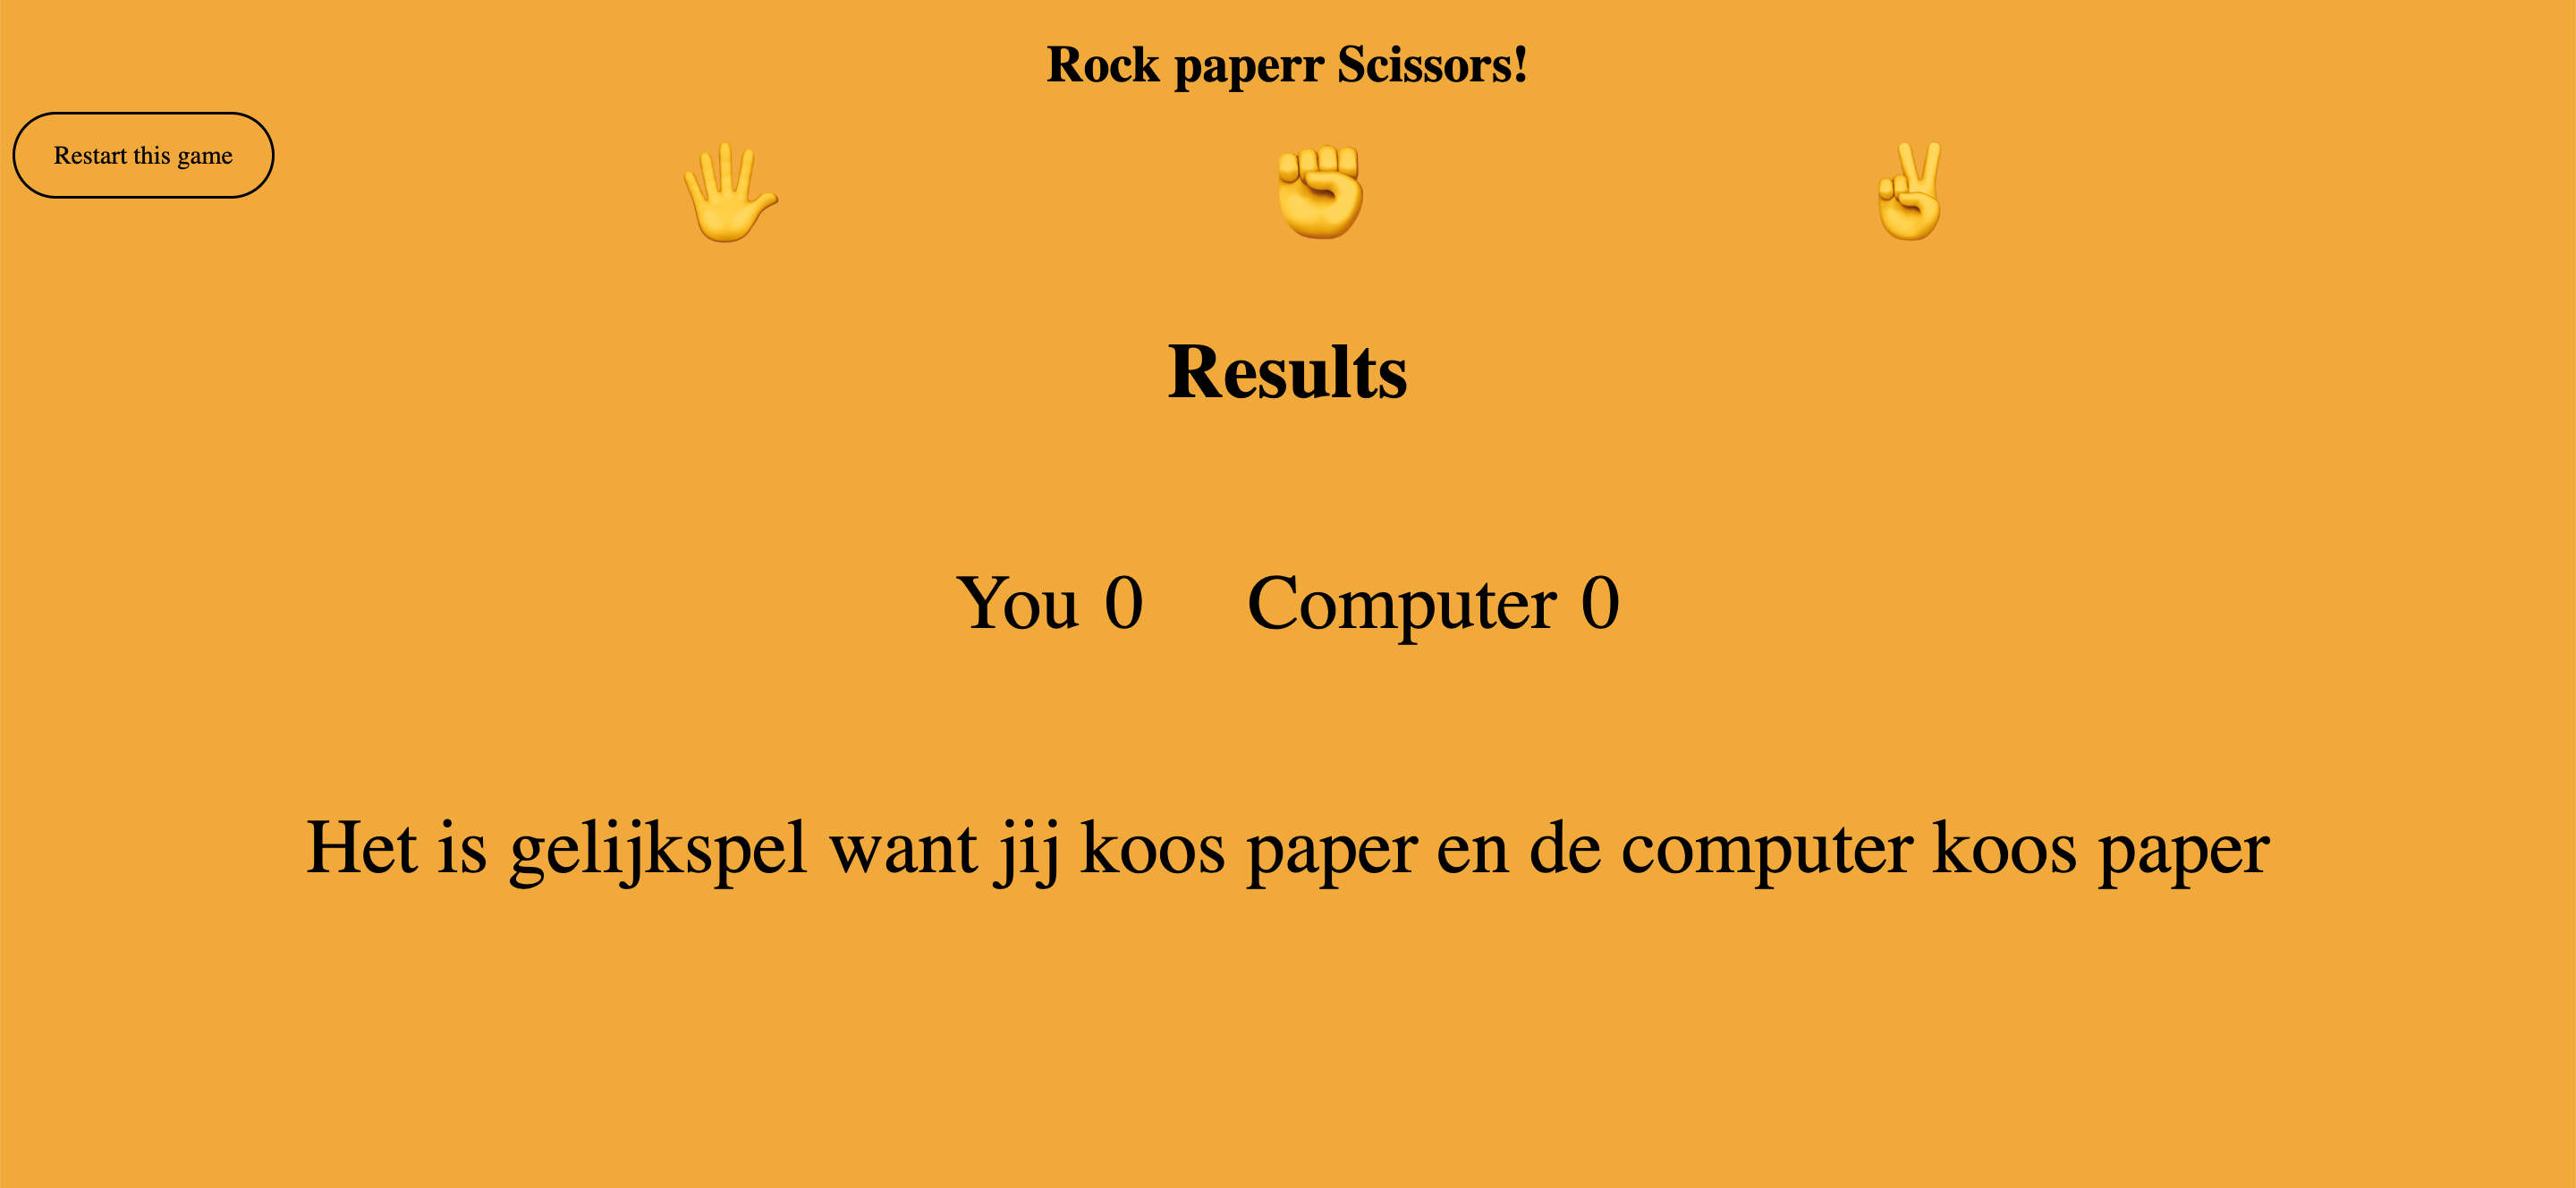 Rock paperr Scissors!
Restart this game
Results
You 0 Computer 0
Het is gelijkspel want jij koos paper en de computer koos paper